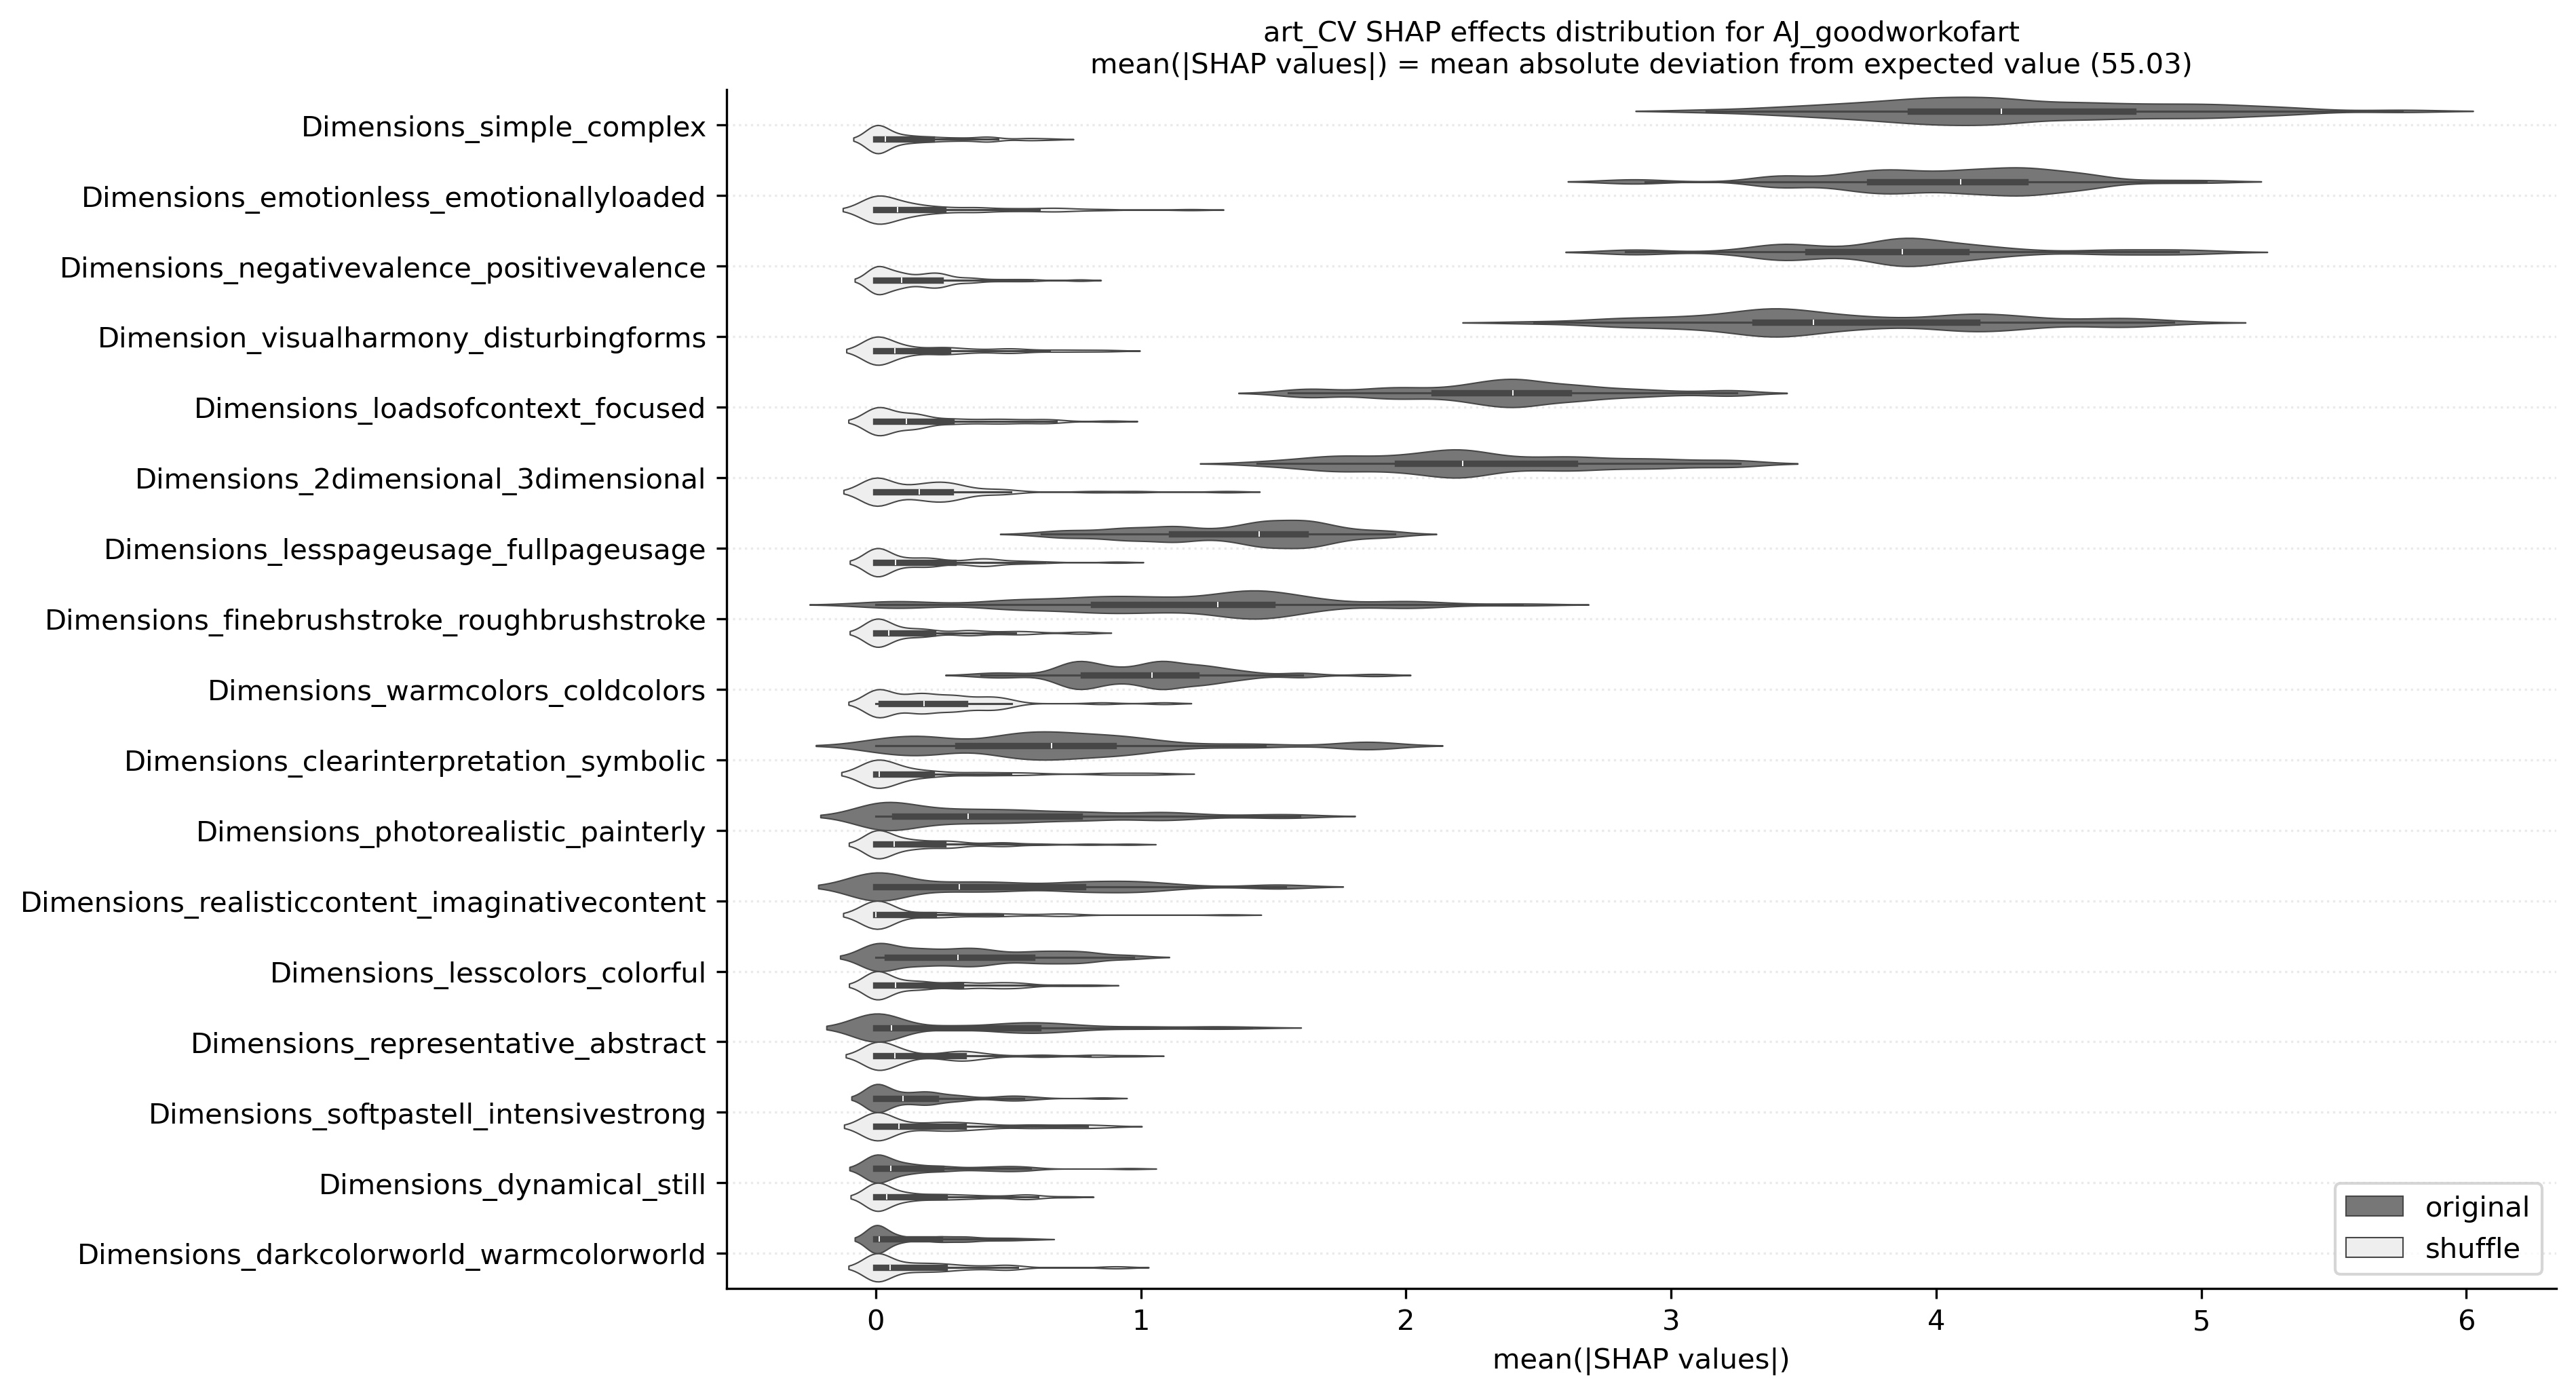 art_CV SHAP effects distribution for AJ_goodworkofart
mean(|SHAP values|) = mean absolute deviation from expected value (55.03)
Dimensions_simple_complex
Dimensions_emotionless_emotionallyloaded
Dimensions_negativevalence_positivevalence
Dimension_visualharmony_disturbingforms
Dimensions_loadsofcontext_focused
Dimensions_2dimensional_3dimensional
Dimensions_lesspageusage_fullpageusage
Dimensions_finebrushstroke_roughbrushstroke
Dimensions_warmcolors_coldcolors
Dimensions_clearinterpretation_symbolic
Dimensions_photorealistic_painterly
Dimensions_realisticcontent_imaginativecontent
Dimensions_lesscolors_colorful
Dimensions_representative_abstract
Dimensions_softpastell_intensivestrong
Dimensions_dynamical_still
Dimensions_darkcolorworld_warmcolorworld
original
shuffle
0 1 2 3 4 5 6
mean(|SHAP values|)